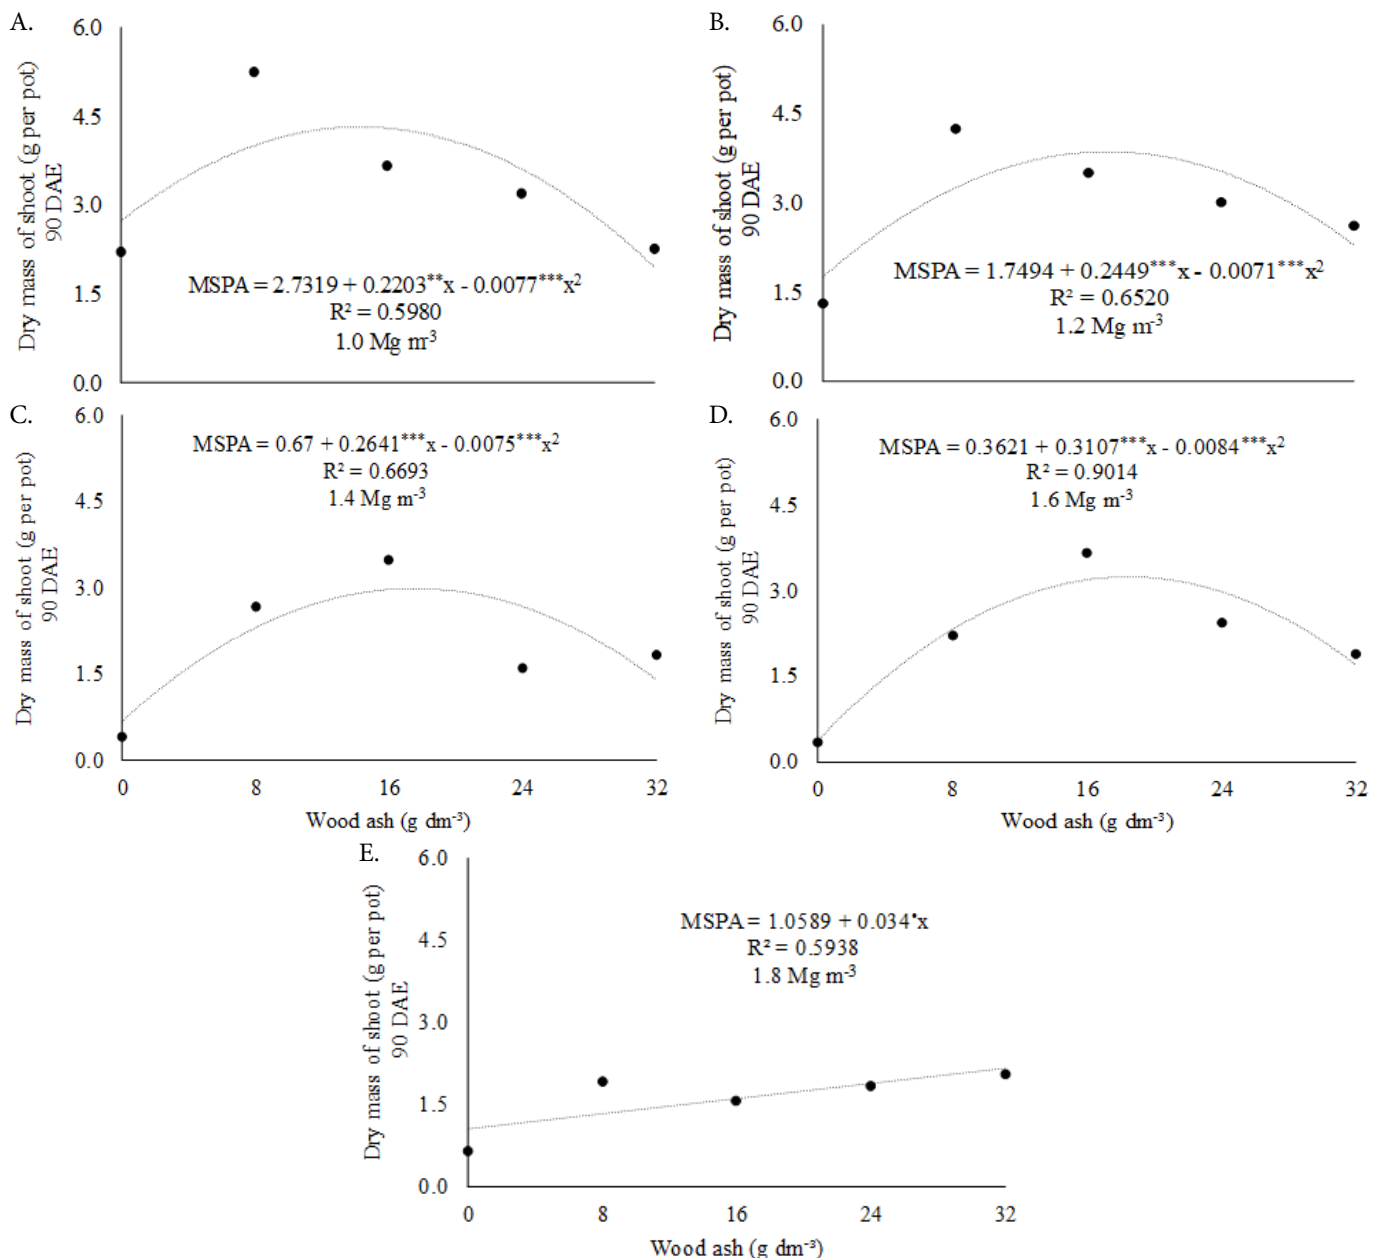 A.
Dry mass of shoot (g per pot)
90 DAE
6.0
4.5
3.0
1.5
0.0
MSPA = 2.7319 + 0.2203**x - 0.0077***x²
R² = 0.5980
1.0 Mg m⁻³
B.
Dry mass of shoot (g per pot)
90 DAE
6.0
4.5
3.0
1.5
0.0
MSPA = 1.7494 + 0.2449***x - 0.0071***x²
R² = 0.6520
1.2 Mg m⁻³
C.
Dry mass of shoot (g per pot)
90 DAE
6.0
4.5
3.0
1.5
0.0
MSPA = 0.67 + 0.2641***x - 0.0075***x²
R² = 0.6693
1.4 Mg m⁻³
0 8 16 24 32
Wood ash (g dm⁻³)
D.
Dry mass of shoot (g per pot)
90 DAE
6.0
4.5
3.0
1.5
0.0
MSPA = 0.3621 + 0.3107***x - 0.0084***x²
R² = 0.9014
1.6 Mg m⁻³
0 8 16 24 32
Wood ash (g dm⁻³)
E.
Dry mass of shoot (g per pot)
90 DAE
6.0
4.5
3.0
1.5
0.0
MSPA = 1.0589 + 0.034•x
R² = 0.5938
1.8 Mg m⁻³
0 8 16 24 32
Wood ash (g dm⁻³)